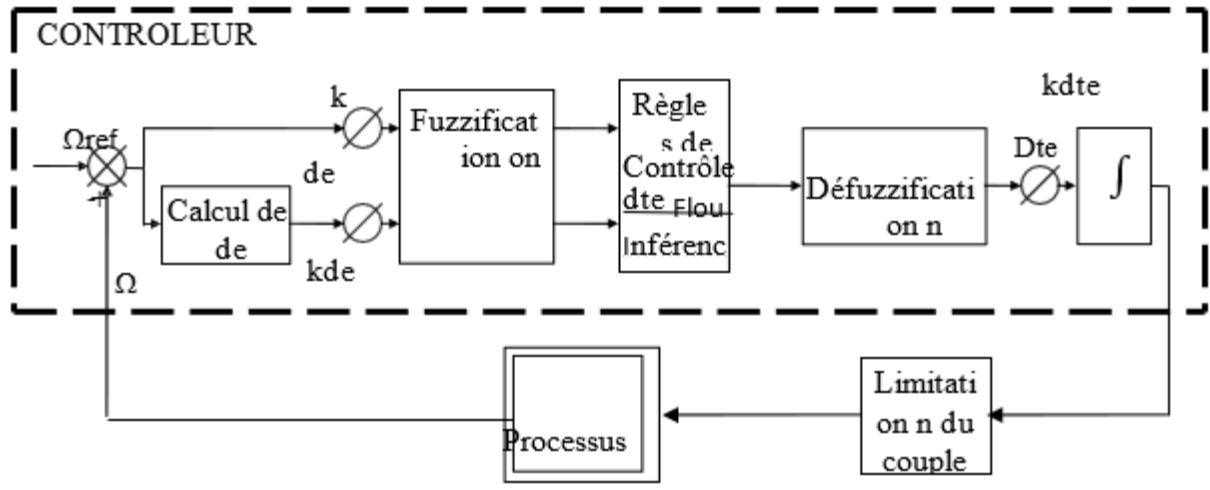 CONTROLEUR
kdte
k
Ωref
Fuzzificat
ion on
Règle
s de
Contrôle
dte Flou
Inférenc
Dte
∫
de
Calcul de
de
Défuzzificati
on n
kde
Ω
Limitati
on n du
couple
Processus